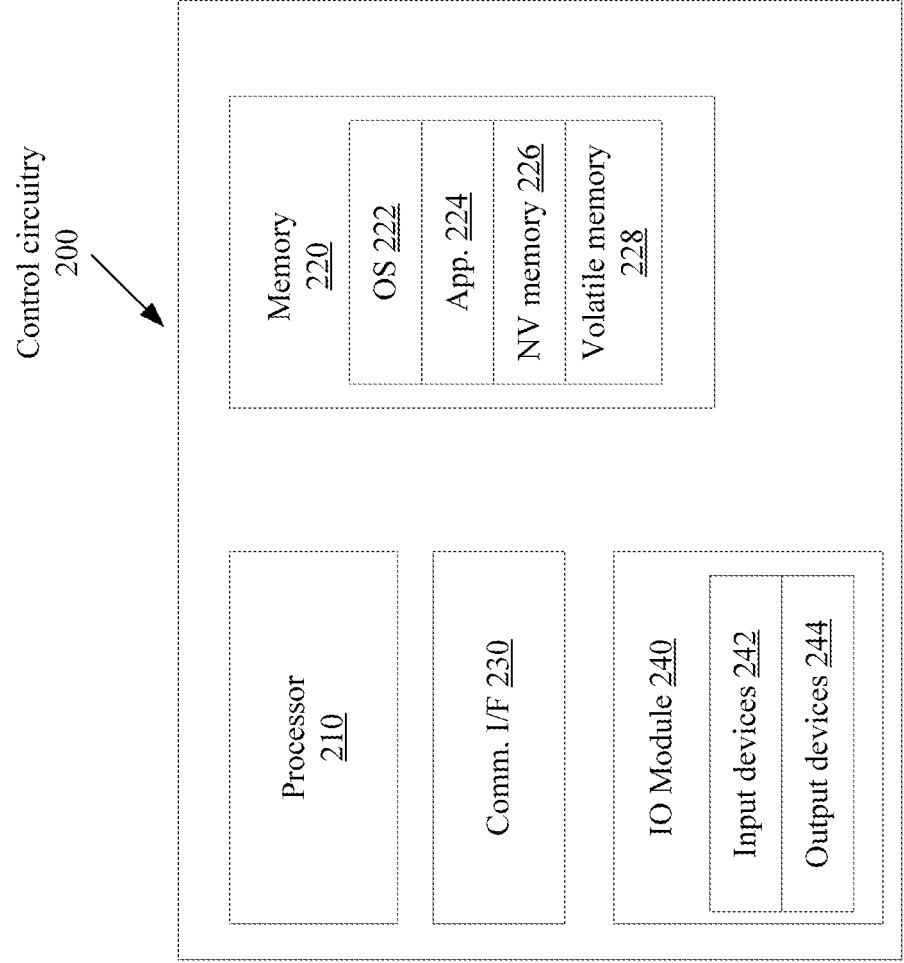 Control circuitry
200
Processor
210
Comm. I/F 230
IO Module 240
Input devices 242
Output devices 244
Memory
220
OS 222
App. 224
NV memory 226
Volatile memory
228